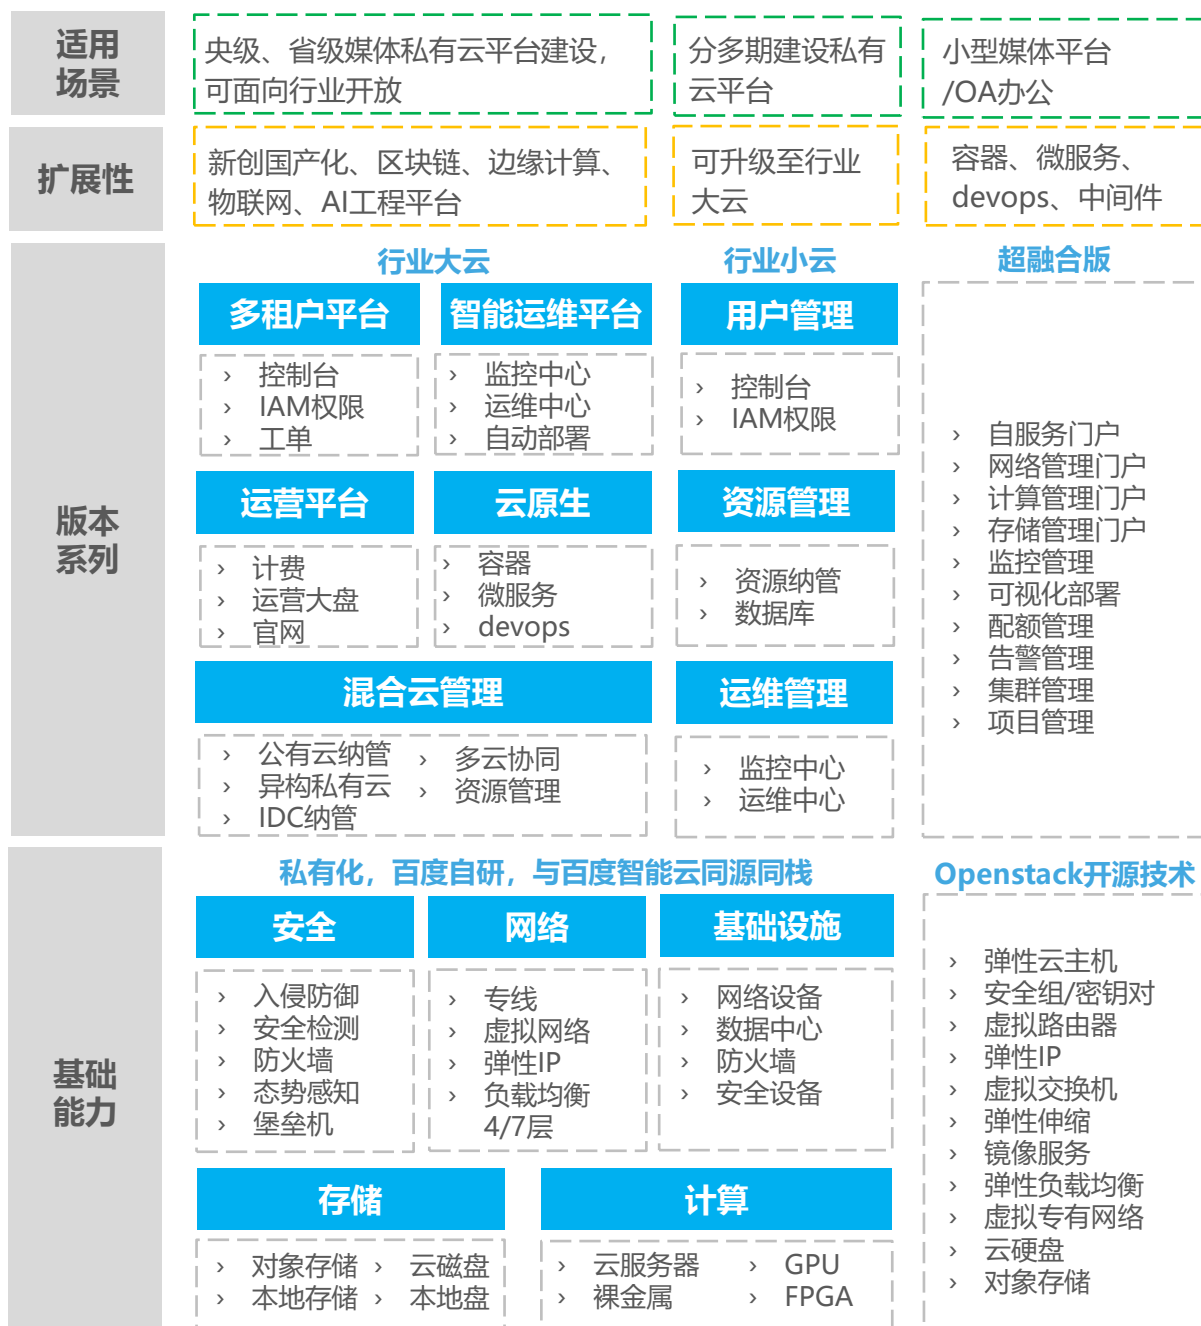 适用
场景
央级、省级媒体私有云平台建设，
可面向行业开放
分多期建设私有
云平台
小型媒体平台
/OA办公
扩展性
新创国产化、区块链、边缘计算、
物联网、AI工程平台
可升级至行业
大云
容器、微服务、
devops、中间件
版本
系列
行业大云
多租户平台
› 控制台
› IAM权限
› 工单
智能运维平台
› 监控中心
› 运维中心
› 自动部署
运营平台
› 计费
› 运营大盘
› 官网
云原生
› 容器
› 微服务
› devops
混合云管理
› 公有云纳管
› 异构私有云
› IDC纳管
› 多云协同
› 资源管理
行业小云
用户管理
› 控制台
› IAM权限
资源管理
› 资源纳管
› 数据库
运维管理
› 监控中心
› 运维中心
超融合版
› 自服务门户
› 网络管理门户
› 计算管理门户
› 存储管理门户
› 监控管理
› 可视化部署
› 配额管理
› 告警管理
› 集群管理
› 项目管理
基础
能力
私有化，百度自研，与百度智能云同源同栈
安全
› 入侵防御
› 安全检测
› 防火墙
› 态势感知
› 堡垒机
网络
› 专线
› 虚拟网络
› 弹性IP
› 负载均衡
4/7层
基础设施
› 网络设备
› 数据中心
› 防火墙
› 安全设备
存储
› 对象存储
› 本地存储
› 云磁盘
› 本地盘
计算
› 云服务器
› 裸金属
› GPU
› FPGA
Openstack开源技术
› 弹性云主机
› 安全组/密钥对
› 虚拟路由器
› 弹性IP
› 虚拟交换机
› 弹性伸缩
› 镜像服务
› 弹性负载均衡
› 虚拟专有网络
› 云硬盘
› 对象存储